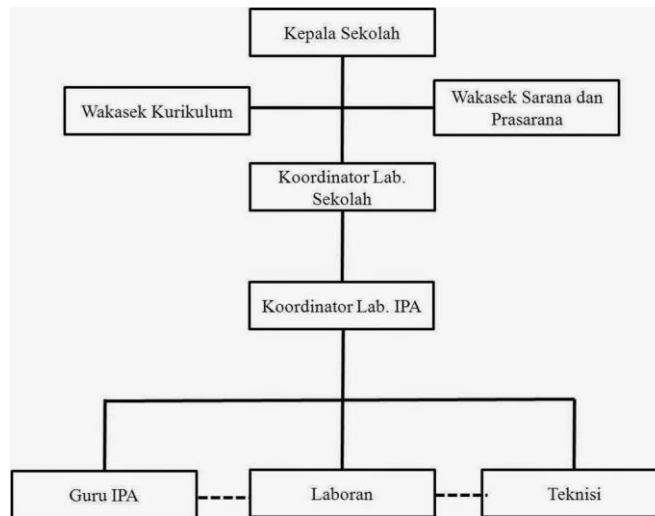 Kepala Sekolah
Wakasek Kurikulum
Wakasek Sarana dan
Prasarana
Koordinator Lab.
Sekolah
Koordinator Lab. IPA
Guru IPA
Laboran
Teknisi